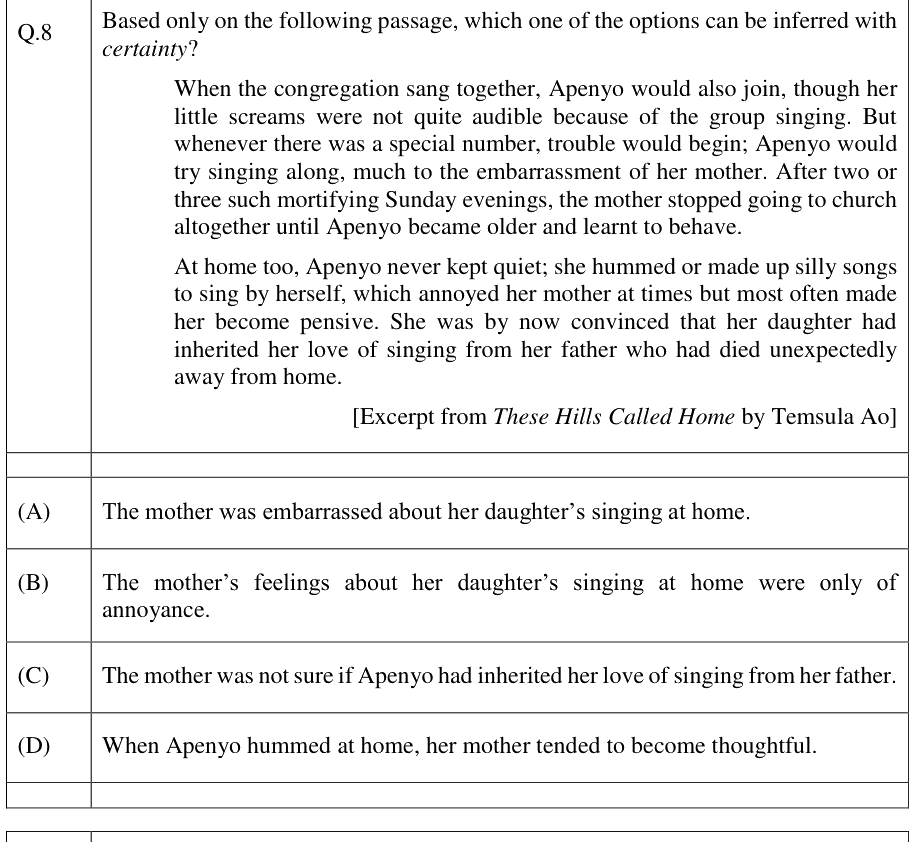 Q.8
Based only on the following passage, which one of the options can be inferred with
certainty?
When the congregation sang together, Apenyo would also join, though her
little screams were not quite audible because of the group singing. But
whenever there was a special number, trouble would begin; Apenyo would
try singing along, much to the embarrassment of her mother. After two or
three such mortifying Sunday evenings, the mother stopped going to church
altogether until Apenyo became older and learnt to behave.
At home too, Apenyo never kept quiet; she hummed or made up silly songs
to sing by herself, which annoyed her mother at times but most often made
her become pensive. She was by now convinced that her daughter had
inherited her love of singing from her father who had died unexpectedly
away from home.
[Excerpt from These Hills Called Home by Temsula Ao]
(A) The mother was embarrassed about her daughter’s singing at home.
(B) The mother’s feelings about her daughter’s singing at home were only of
annoyance.
(C) The mother was not sure if Apenyo had inherited her love of singing from her father.
(D) When Apenyo hummed at home, her mother tended to become thoughtful.